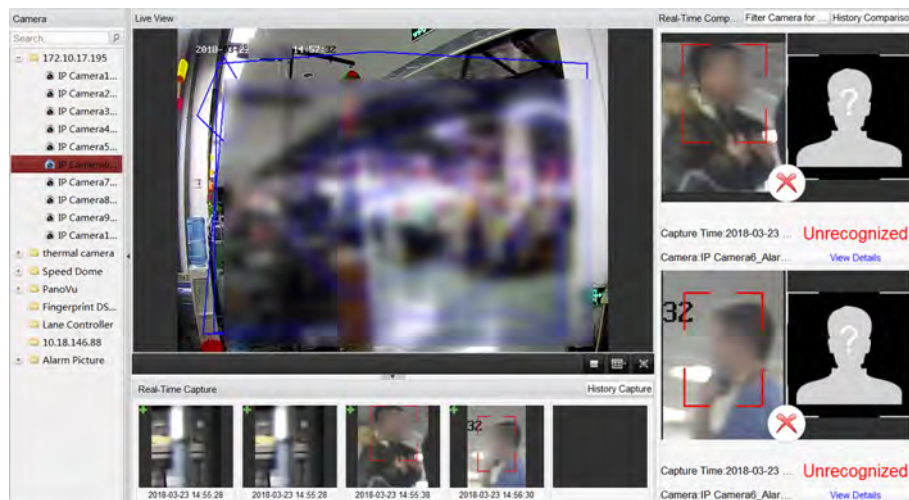 Camera
Search...
172.10.17.195
IP Camera1...
IP Camera2...
IP Camera3...
IP Camera4...
IP Camera5...
IP Camera6...
IP Camera7...
IP Camera8...
IP Camera9...
IP Camera1...
thermal camera
Speed Dome
PanoVu
Fingerprint DS...
Lane Controller
10.18.146.88
Alarm Picture
Live View
14:57:32
Real-Time Capture
History Capture
32
2018-03-23 14:55:28
2018-03-23 14:55:28
2018-03-23 14:55:38
2018-03-23 14:56:30
Real-Time Comp...
Filter Camera for ...
History Compariso
Capture Time:2018-03-23 ...
Unrecognized
Camera:IP Camera6_Alar...
View Details
32
Capture Time:2018-03-23 ...
Unrecognized
Camera:IP Camera6_Alar...
View Details